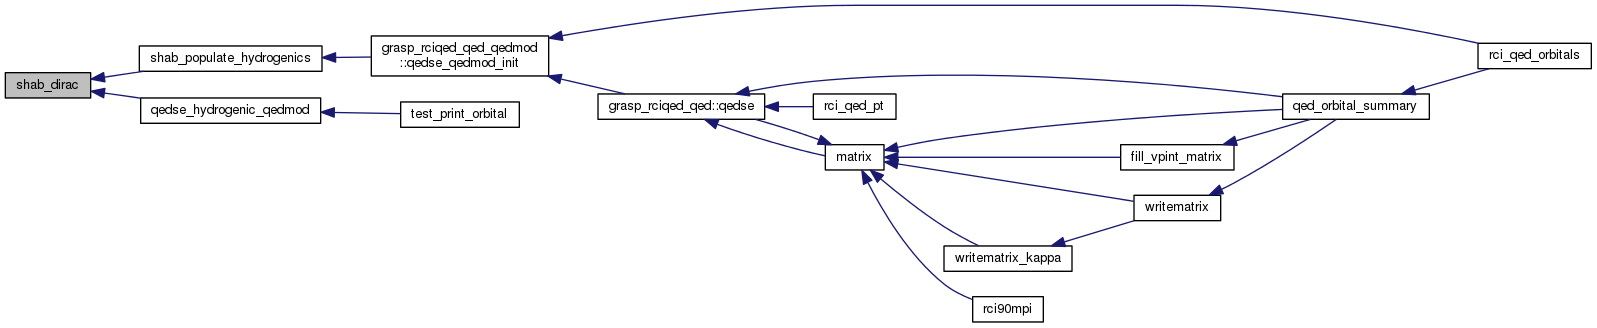 shab_dirac
shab_populate_hydrogenics
qedse_hydrogenic_qedmod
grasp_rciqed_qed_qedmod
::qedse_qedmod_init
test_print_orbital
grasp_rciqed_qed::qedse
rci_qed_pt
matrix
writematrix_kappa
rci90mpi
fill_vpint_matrix
writematrix
qed_orbital_summary
rci_qed_orbitals